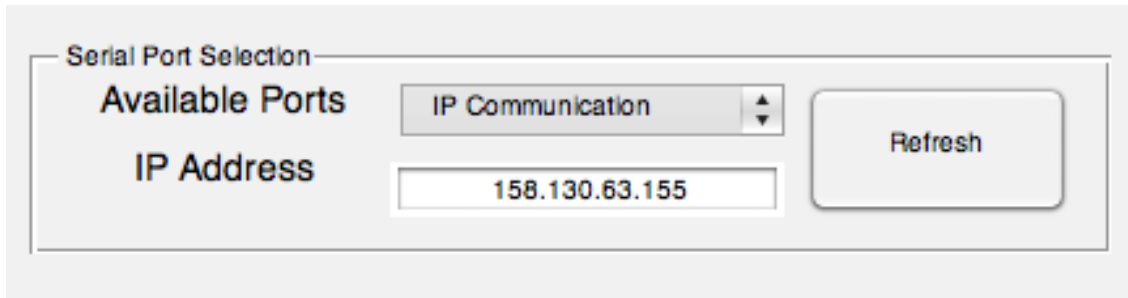 Serial Port Selection
Available Ports
IP Communication
Refresh
IP Address
158.130.63.155